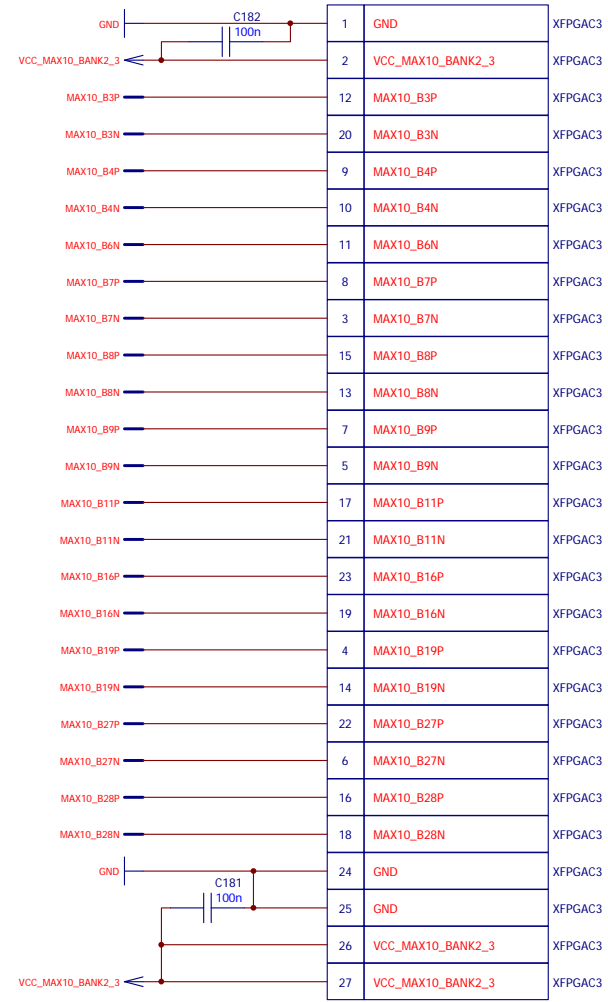 C182
GND 1 GND XFPGAC3
100n
VCC_MAX10_BANK2_3 2 VCC_MAX10_BANK2_3 XFPGAC3
MAX10_B3P 12 MAX10_B3P XFPGAC3
MAX10_B3N 20 MAX10_B3N XFPGAC3
MAX10_B4P 9 MAX10_B4P XFPGAC3
MAX10_B4N 10 MAX10_B4N XFPGAC3
MAX10_B6N 11 MAX10_B6N XFPGAC3
MAX10_B7P 8 MAX10_B7P XFPGAC3
MAX10_B7N 3 MAX10_B7N XFPGAC3
MAX10_B8P 15 MAX10_B8P XFPGAC3
MAX10_B8N 13 MAX10_B8N XFPGAC3
MAX10_B9P 7 MAX10_B9P XFPGAC3
MAX10_B9N 5 MAX10_B9N XFPGAC3
MAX10_B11P 17 MAX10_B11P XFPGAC3
MAX10_B11N 21 MAX10_B11N XFPGAC3
MAX10_B16P 23 MAX10_B16P XFPGAC3
MAX10_B16N 19 MAX10_B16N XFPGAC3
MAX10_B19P 4 MAX10_B19P XFPGAC3
MAX10_B19N 14 MAX10_B19N XFPGAC3
MAX10_B27P 22 MAX10_B27P XFPGAC3
MAX10_B27N 6 MAX10_B27N XFPGAC3
MAX10_B28P 16 MAX10_B28P XFPGAC3
MAX10_B28N 18 MAX10_B28N XFPGAC3
GND 24 GND XFPGAC3
C181
100n
25 GND XFPGAC3
26 VCC_MAX10_BANK2_3 XFPGAC3
VCC_MAX10_BANK2_3 27 VCC_MAX10_BANK2_3 XFPGAC3